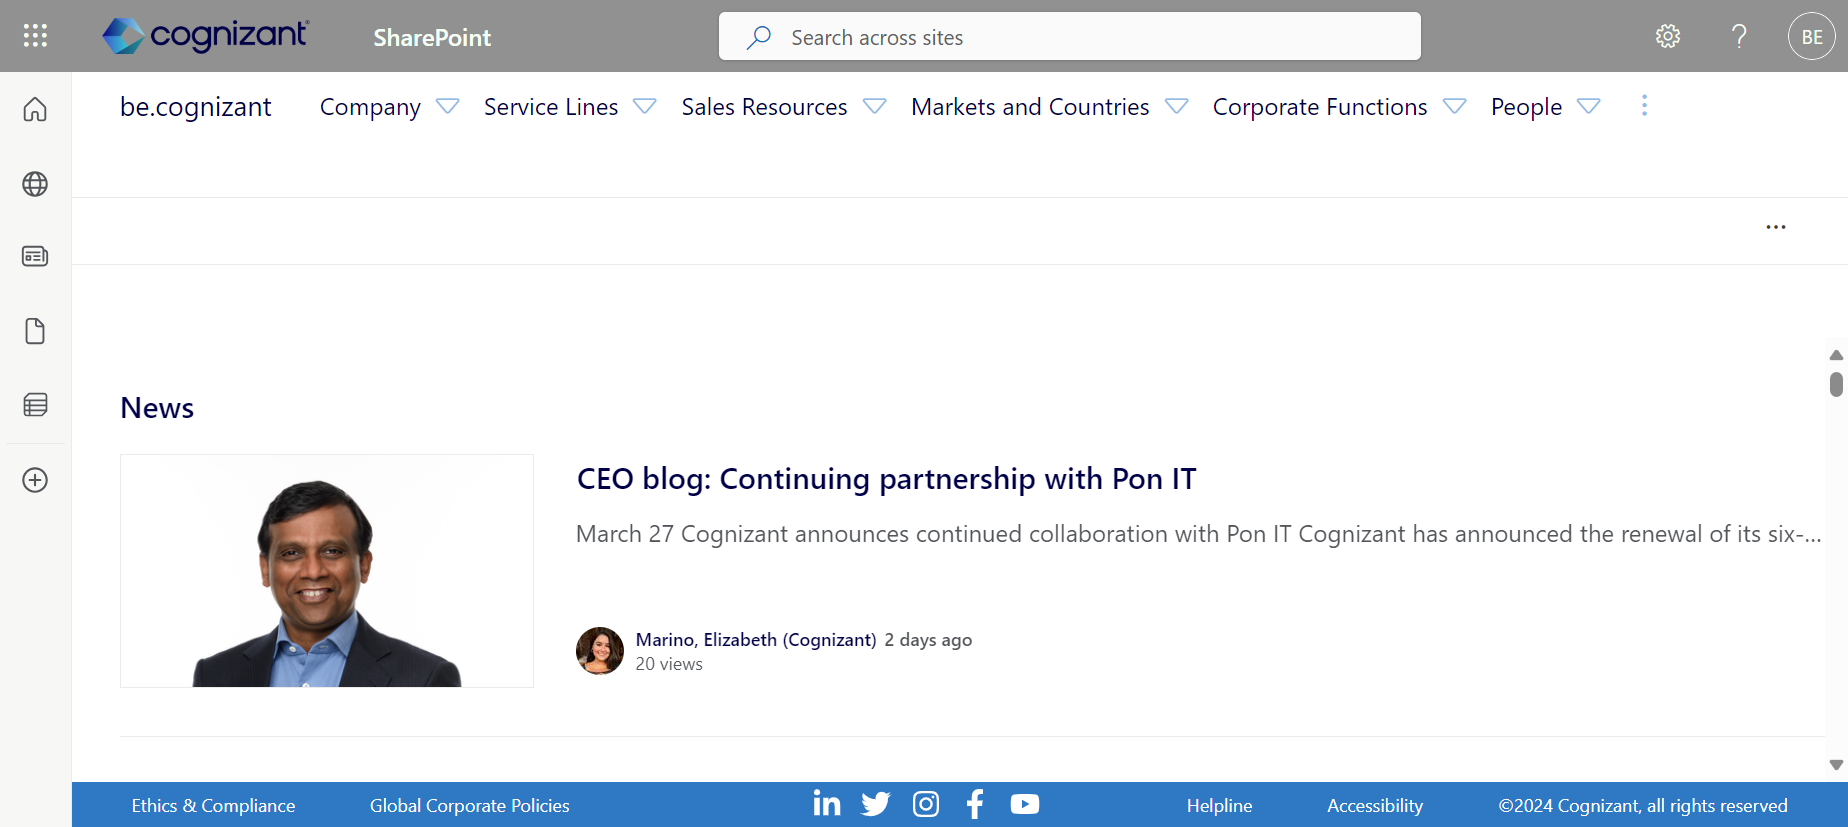 cognizant
SharePoint
Search across sites
BE
be.cognizant
Company
Service Lines
Sales Resources
Markets and Countries
Corporate Functions
People
News
CEO blog: Continuing partnership with Pon IT
March 27 Cognizant announces continued collaboration with Pon IT Cognizant has announced the renewal of its six-...
Marino, Elizabeth (Cognizant) 2 days ago
20 views
Ethics & Compliance
Global Corporate Policies
Helpline
Accessibility
©2024 Cognizant, all rights reserved